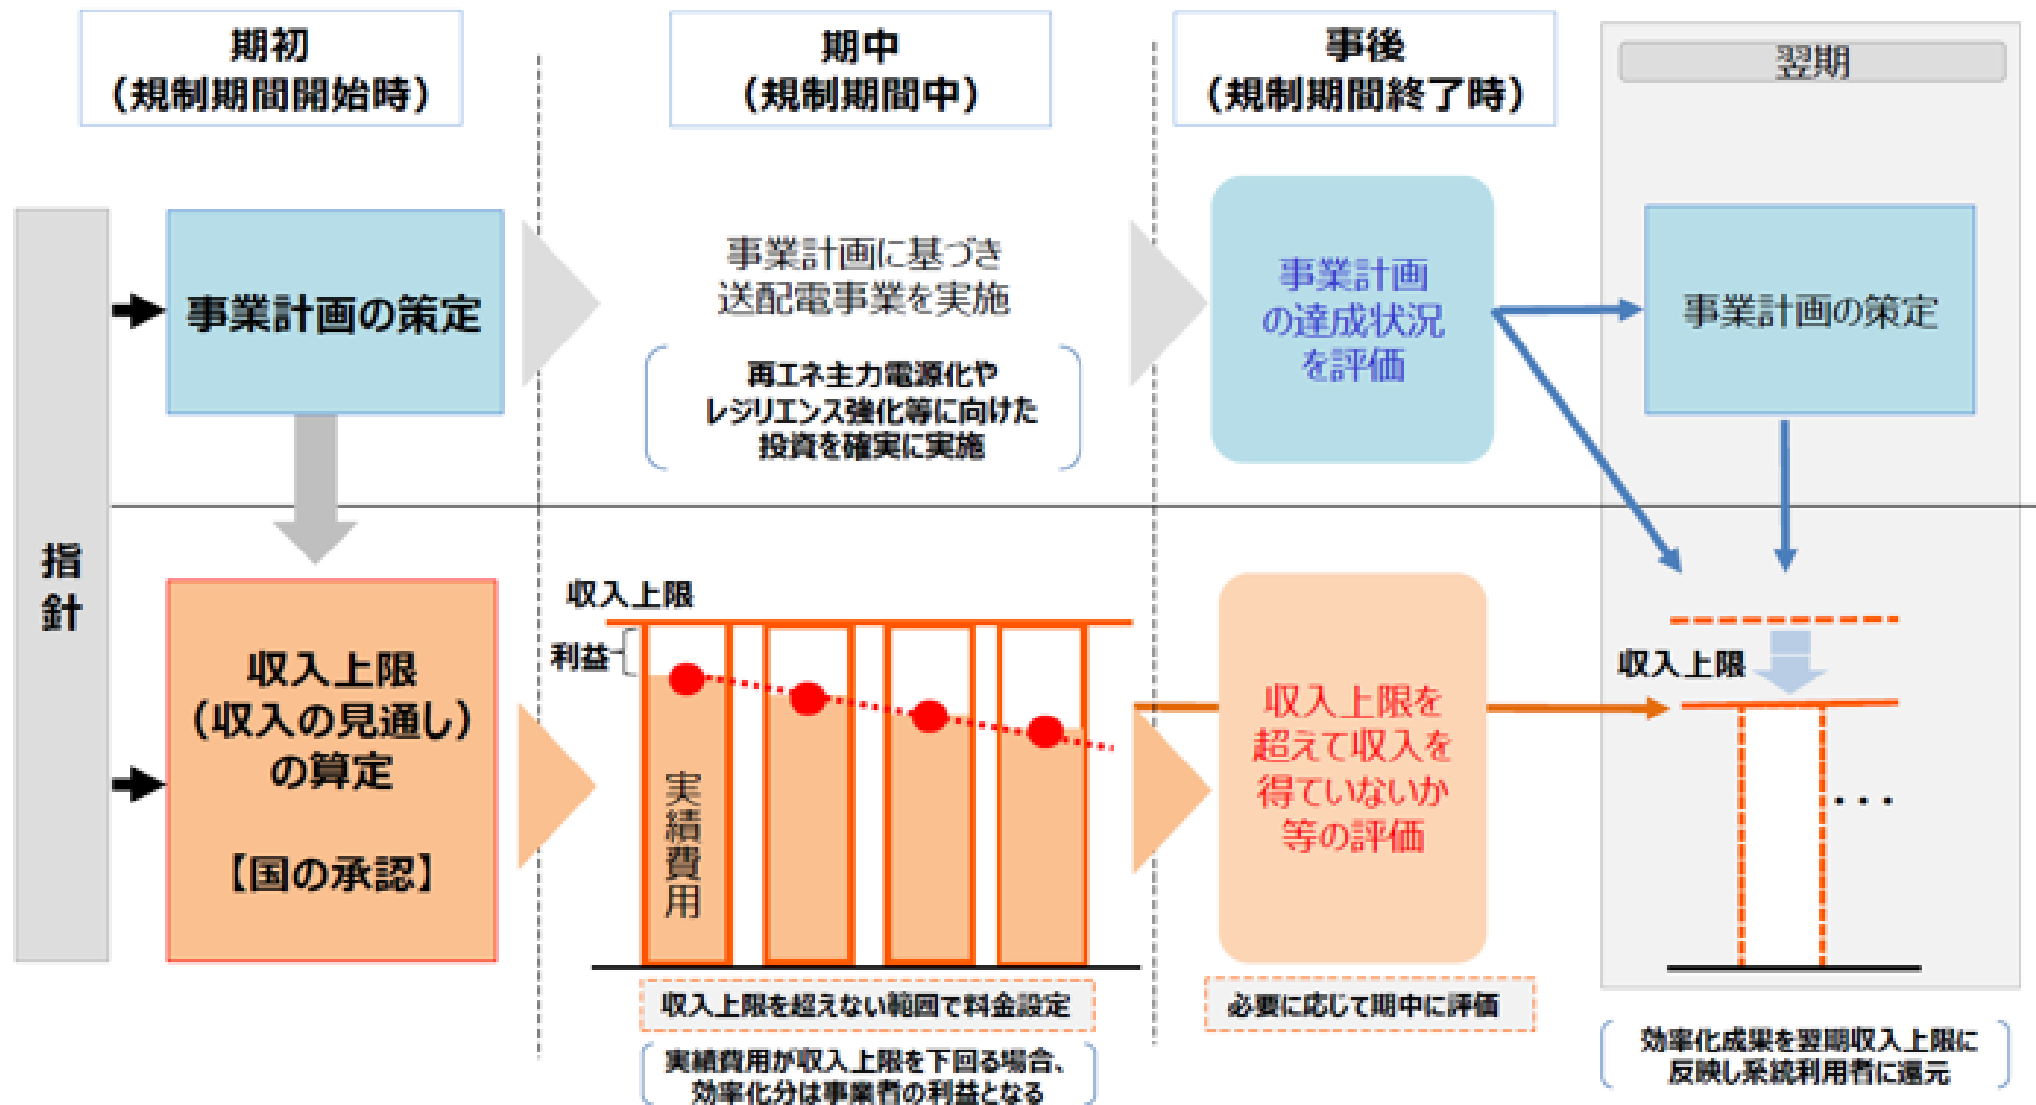 期初
（規制期間開始時）
期中
（規制期間中）
事後
（規制期間終了時）
翌期
指
針
事業計画の策定
事業計画に基づき
送配電事業を実施
再エネ主力電源化や
レジリエンス強化等に向けた
投資を確実に実施
事業計画
の達成状況
を評価
事業計画の策定
収入上限
（収入の見通し）
の算定
【国の承認】
収入上限
利益
実績費用
収入上限を超えない範囲で料金設定
実績費用が収入上限を下回る場合、
効率化分は事業者の利益となる
収入上限を
超えて収入を
得ていないか
等の評価
必要に応じて期中に評価
収入上限
・・・
効率化成果を翌期収入上限に
反映し系統利用者に還元